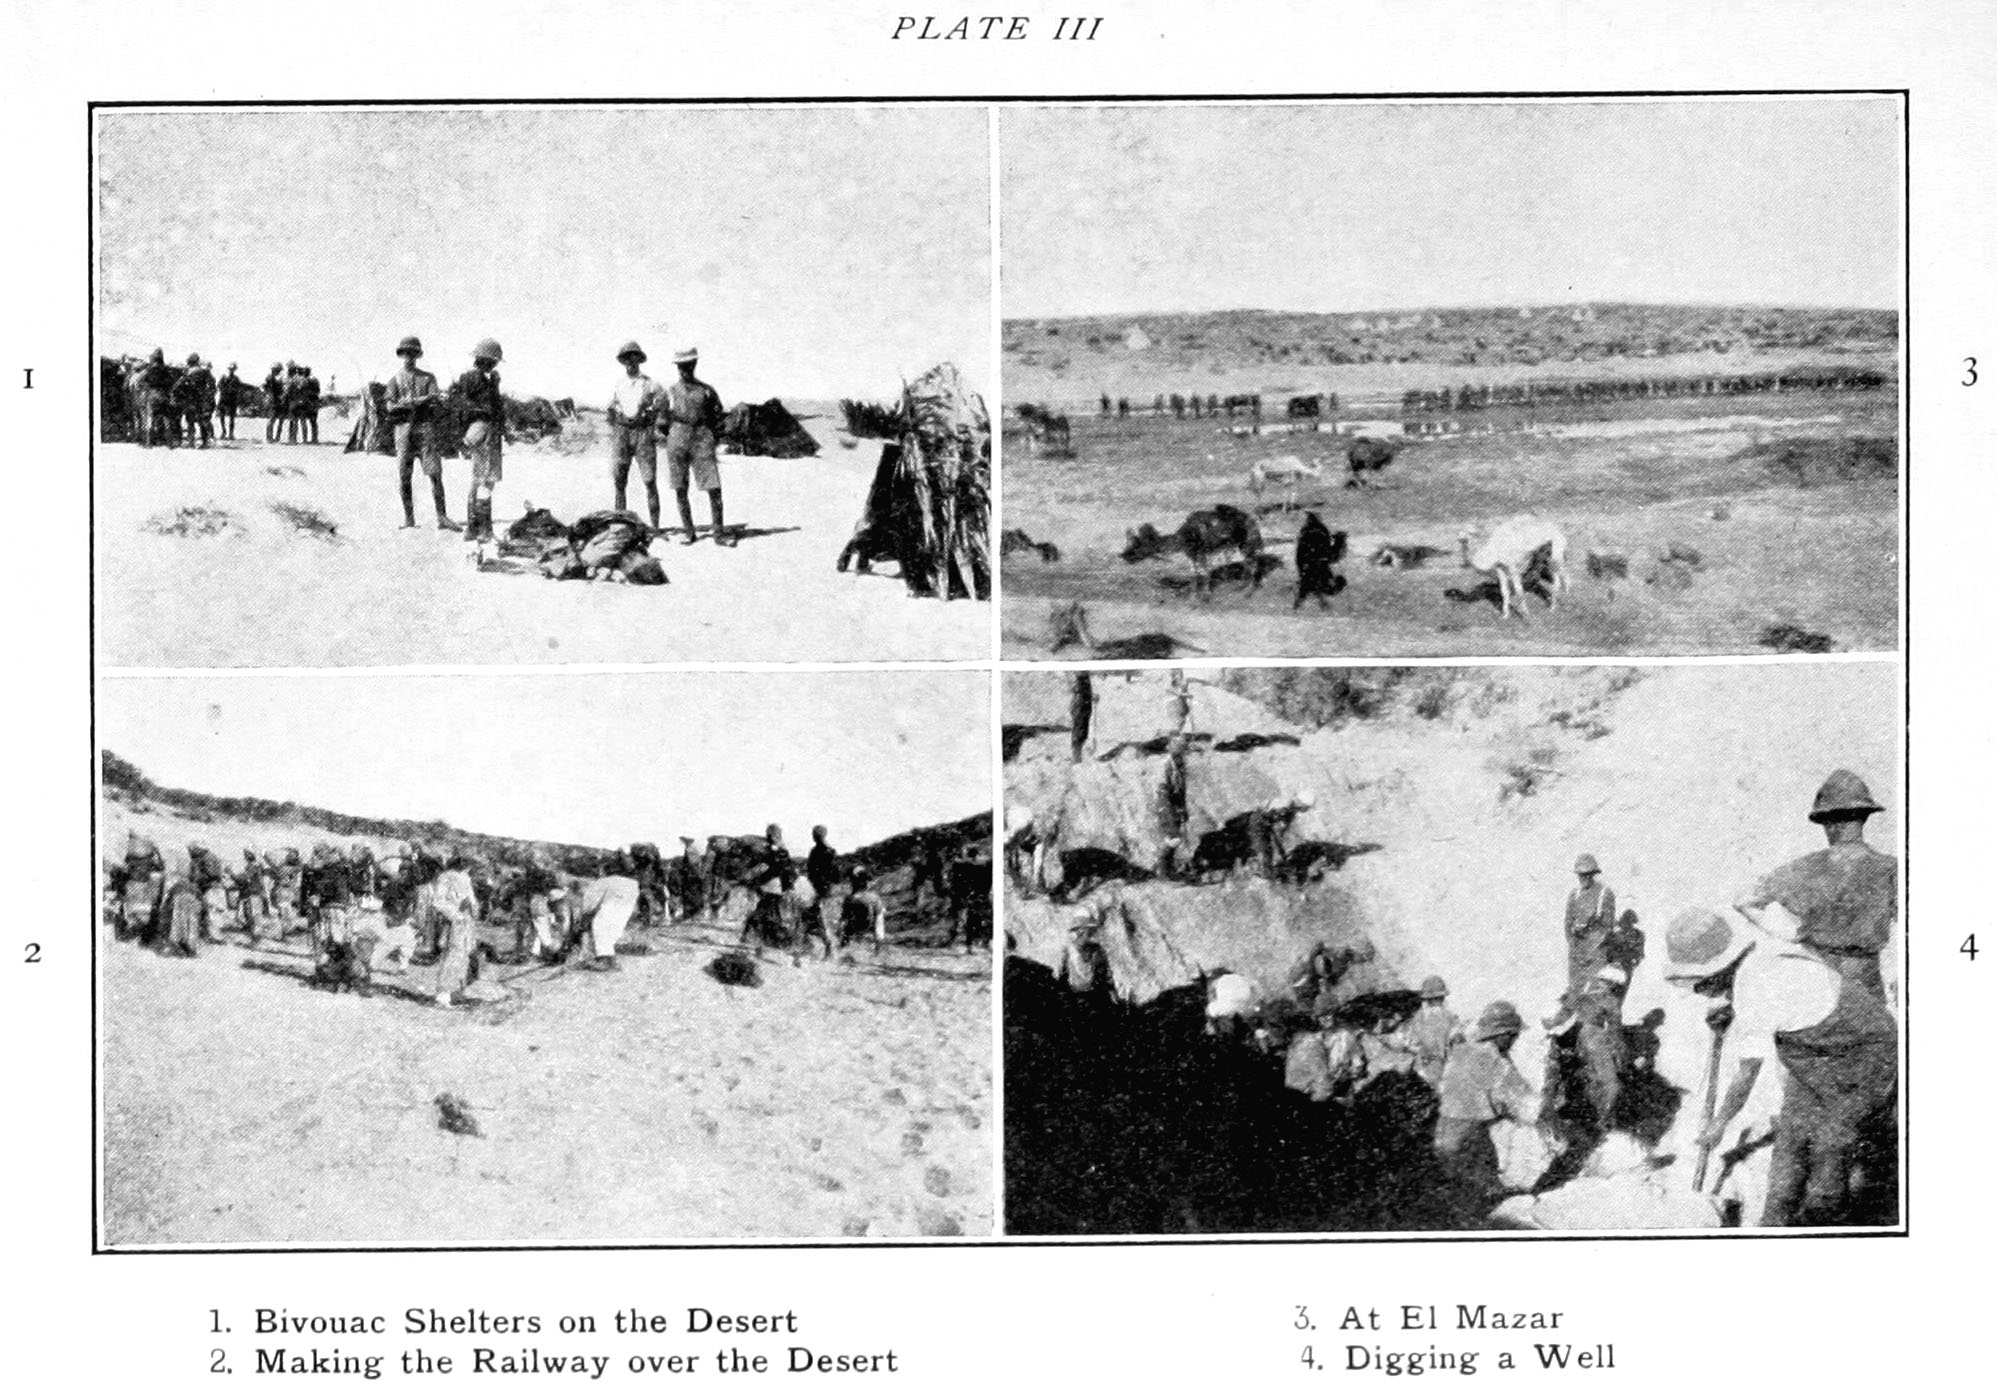 PLATE III
1
3
2
4
1. Bivouac Shelters on the Desert
2. Making the Railway over the Desert
3. At El Mazar
4. Digging a Well